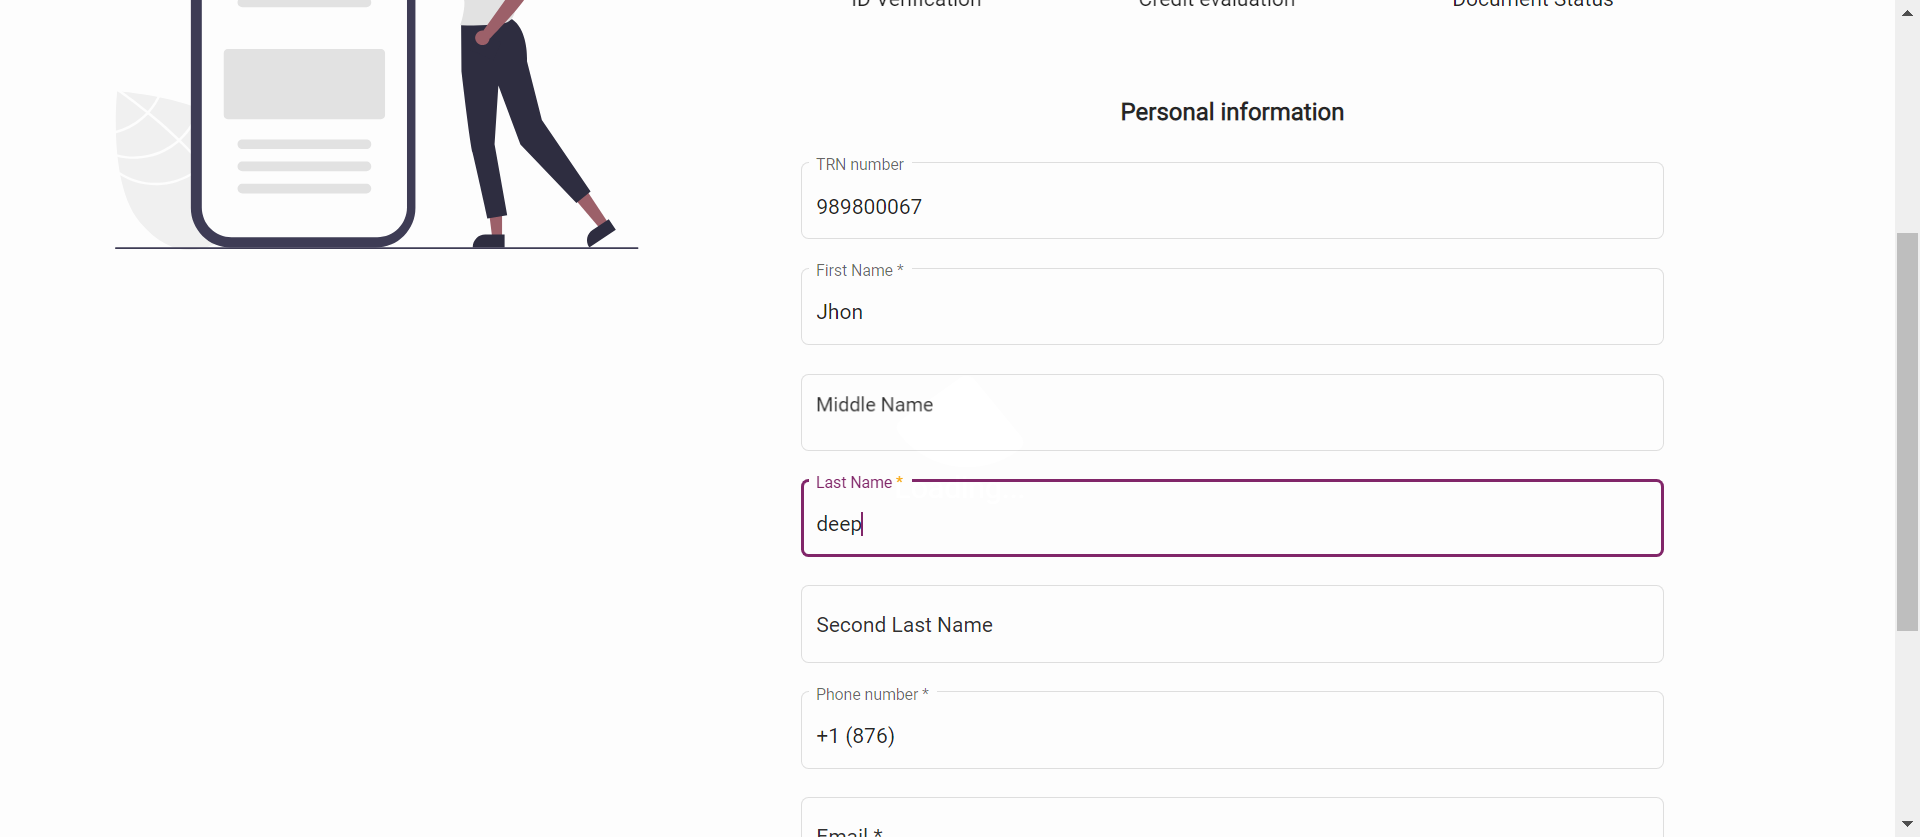 ID Verification Credit evaluation Document Status
Personal information
TRN number
989800067
First Name *
Jhon
Middle Name
Last Name *
deep
Second Last Name
Phone number *
+1 (876)
Email *